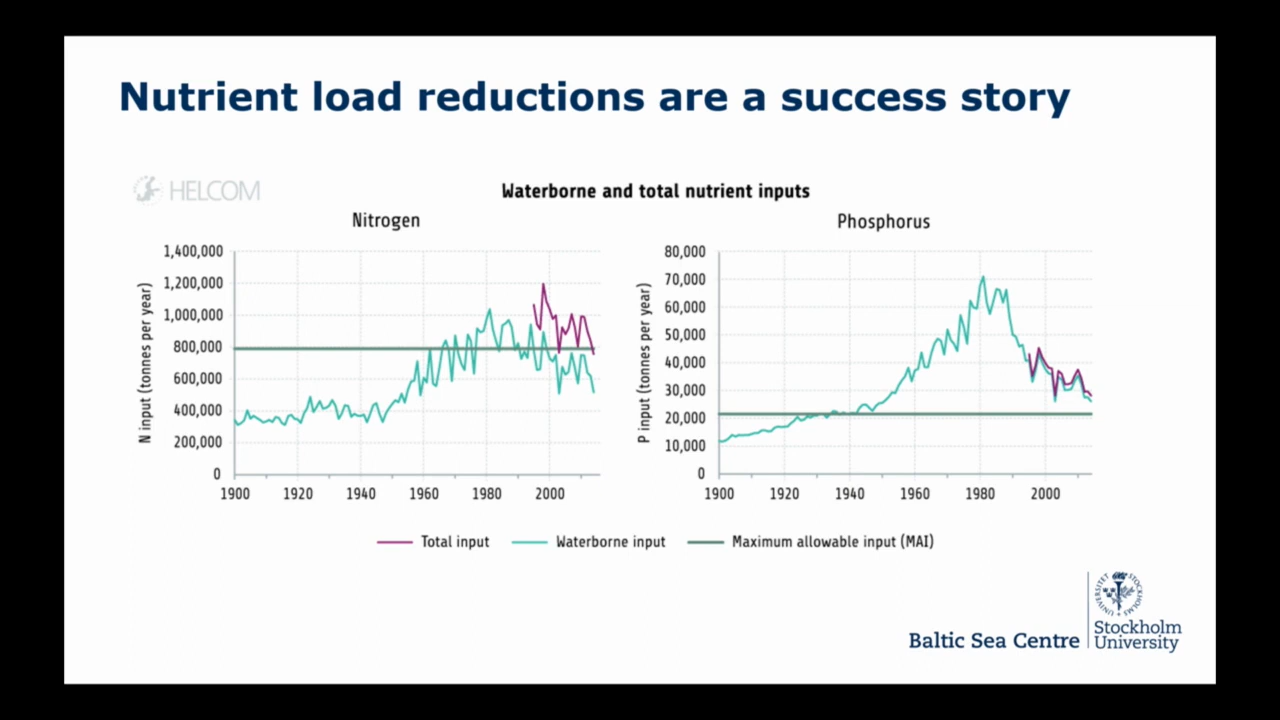 Nutrient load reductions are a success story
HELCOM
Waterborne and total nutrient inputs
Nitrogen
N input (tonnes per year)
1,400,000
1,200,000
1,000,000
800,000
600,000
400,000
200,000
0
1900 1920 1940 1960 1980 2000
Phosphorus
P input (tonnes per year)
80,000
70,000
60,000
50,000
40,000
30,000
20,000
10,000
0
1900 1920 1940 1960 1980 2000
Total input Waterborne input Maximum allowable input (MAI)
Baltic Sea Centre
Stockholm
University